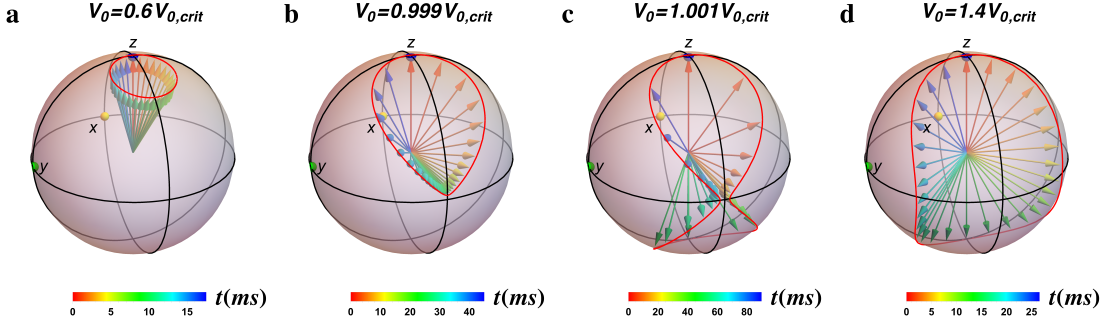 a
V0=0.6V0,crit
z
x
y
t(ms)
0 5 10 15
b
V0=0.999V0,crit
z
x
y
t(ms)
0 10 20 30 40
c
V0=1.001V0,crit
z
x
y
t(ms)
0 20 40 60 80
d
V0=1.4V0,crit
z
x
y
t(ms)
0 5 10 15 20 25